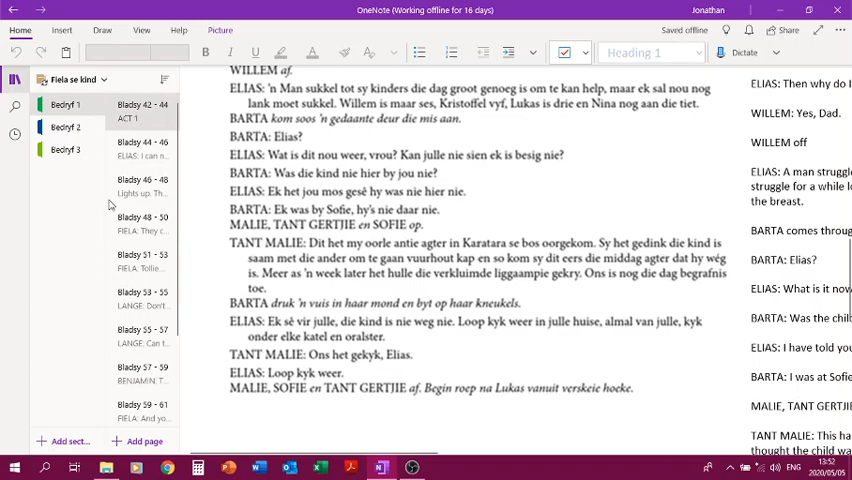 OneNote (Working offline for 16 days)
Jonathan
Home Insert Draw View Help Picture
Saved offline Share
Heading 1 Dictate
Fiela se kind
Bedryf 1
Bedryf 2
Bedryf 3
Bladsy 42 - 44
ACT 1
Bladsy 44 - 46
ELIAS: I can n...
Bladsy 46 - 48
Lights up. Th...
Bladsy 48 - 50
FIELA: They c...
Bladsy 51 - 53
FIELA: Tollie...
Bladsy 53 - 55
LANGE: Don't...
Bladsy 55 - 57
LANGE: Can t...
Bladsy 57 - 59
BENJAMIN: T...
Bladsy 59 - 61
FIELA: And yo...
Add sect... Add page
WILLEM af.
ELIAS: 'n Man sukkel tot sy kinders die dag groot genoeg is om te kan help, maar ek sal nou nog
lank moet sukkel. Willem is maar ses, Kristoffel vyf, Lukas is drie en Nina nog aan die tiet.
BARTA kom soos 'n gedaante deur die mis aan.
BARTA: Elias?
ELIAS: Wat is dit nou weer, vrou? Kan julle nie sien ek is besig nie?
BARTA: Was die kind nie hier by jou nie?
ELIAS: Ek het jou mos gesê hy was nie hier nie.
BARTA: Ek was by Sofie, hy's nie daar nie.
MALIE, TANT GERTJIE en SOFIE op.
TANT MALIE: Dit het my oorle antie agter in Karatara se bos oorgekom. Sy het gedink die kind is
saam met die ander om te gaan vuurhout kap en so kom sy dit eers die middag agter dat hy wég
is. Meer as 'n week later het hulle die verkluimde liggaampie gekry. Ons is nog die dag begrafnis
toe.
BARTA druk 'n vuis in haar mond en byt op haar kneukels.
ELIAS: Ek sê vir julle, die kind is nie weg nie. Loop kyk weer in julle huise, almal van julle, kyk
onder elke katel en oralster.
TANT MALIE: Ons het gekyk, Elias.
ELIAS: Loop kyk weer.
MALIE, SOFIE en TANT GERTJIE af. Begin roep na Lukas vanuit verskeie hoeke.
ELIAS: Then why do I
WILLEM: Yes, Dad.
WILLEM off
ELIAS: A man struggl
struggle for a while lo
the breast.
BARTA comes throug
BARTA: Elias?
ELIAS: What is it now
BARTA: Was the chil
ELIAS: I have told you
BARTA: I was at Sofie
MALIE, TANT GERTJIE
TANT MALIE: This ha
thought the child wa
ENG
13:52
2020/05/05